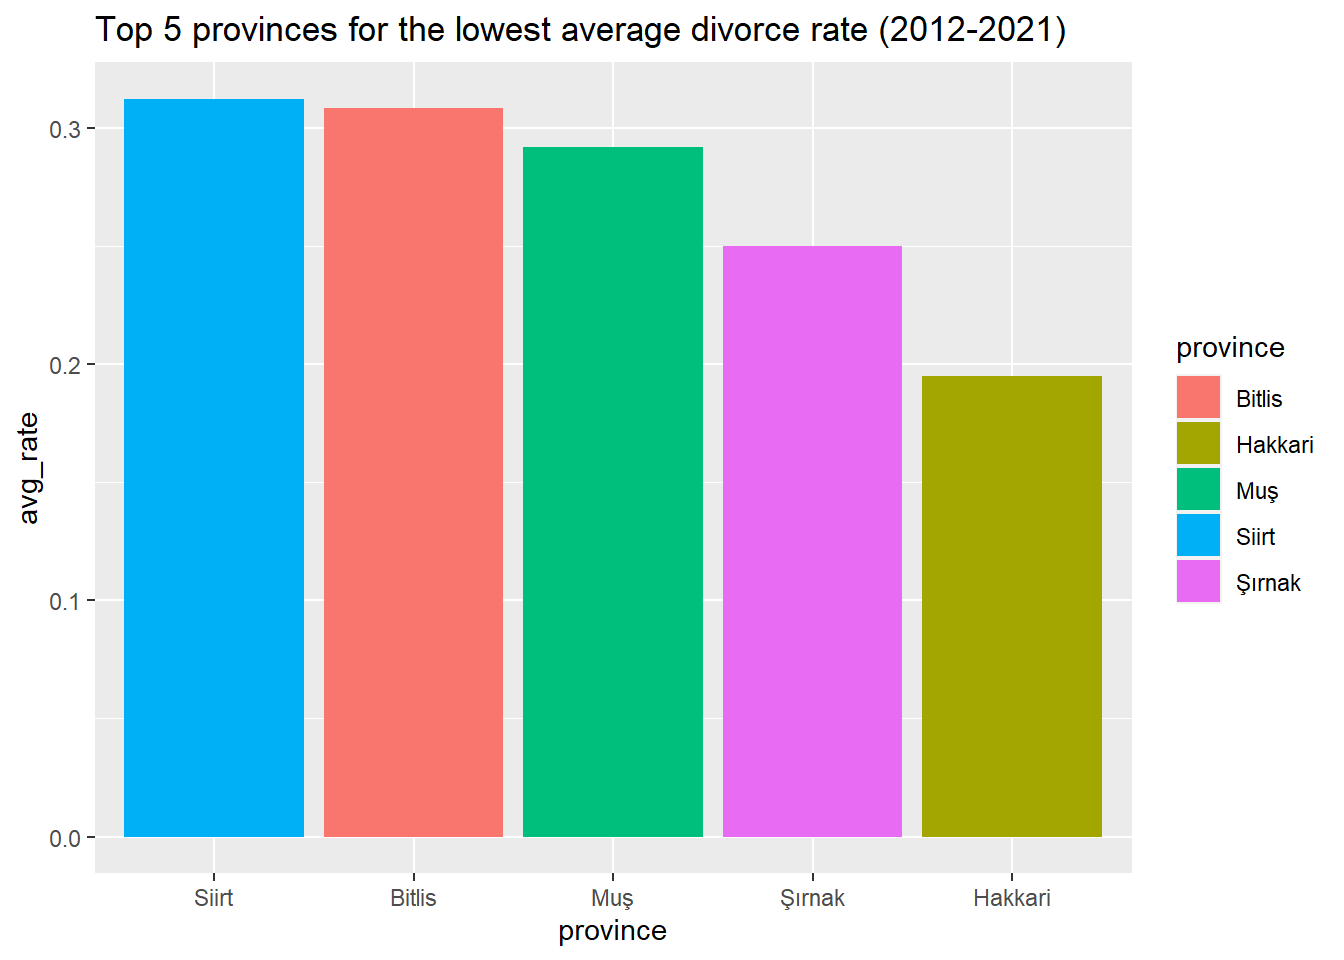 Top 5 provinces for the lowest average divorce rate (2012-2021)
avg_rate
0.3
0.2
0.1
0.0
Siirt Bitlis Muş Şırnak Hakkari
province
province
Bitlis
Hakkari
Muş
Siirt
Şırnak